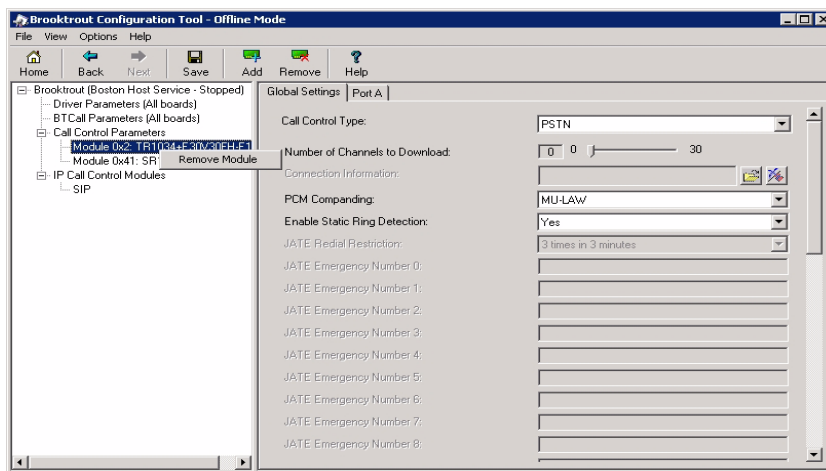 Brooktrout Configuration Tool - Offline Mode
File View Options Help
Home Back Next Save Add Remove Help
Brooktrout (Boston Host Service - Stopped)
Driver Parameters (All boards)
BTCall Parameters (All boards)
Call Control Parameters
Module 0x2: TR1034+E30V30FH-E1
Module 0x41: SR
Remove Module
IP Call Control Modules
SIP
Global Settings Port A
Call Control Type: PSTN
Number of Channels to Download: 0 0 30
Connection Information:
PCM Companding: MU-LAW
Enable Static Ring Detection: Yes
JATE Redial Restriction: 3 times in 3 minutes
JATE Emergency Number 0:
JATE Emergency Number 1:
JATE Emergency Number 2:
JATE Emergency Number 3:
JATE Emergency Number 4:
JATE Emergency Number 5:
JATE Emergency Number 6:
JATE Emergency Number 7:
JATE Emergency Number 8: